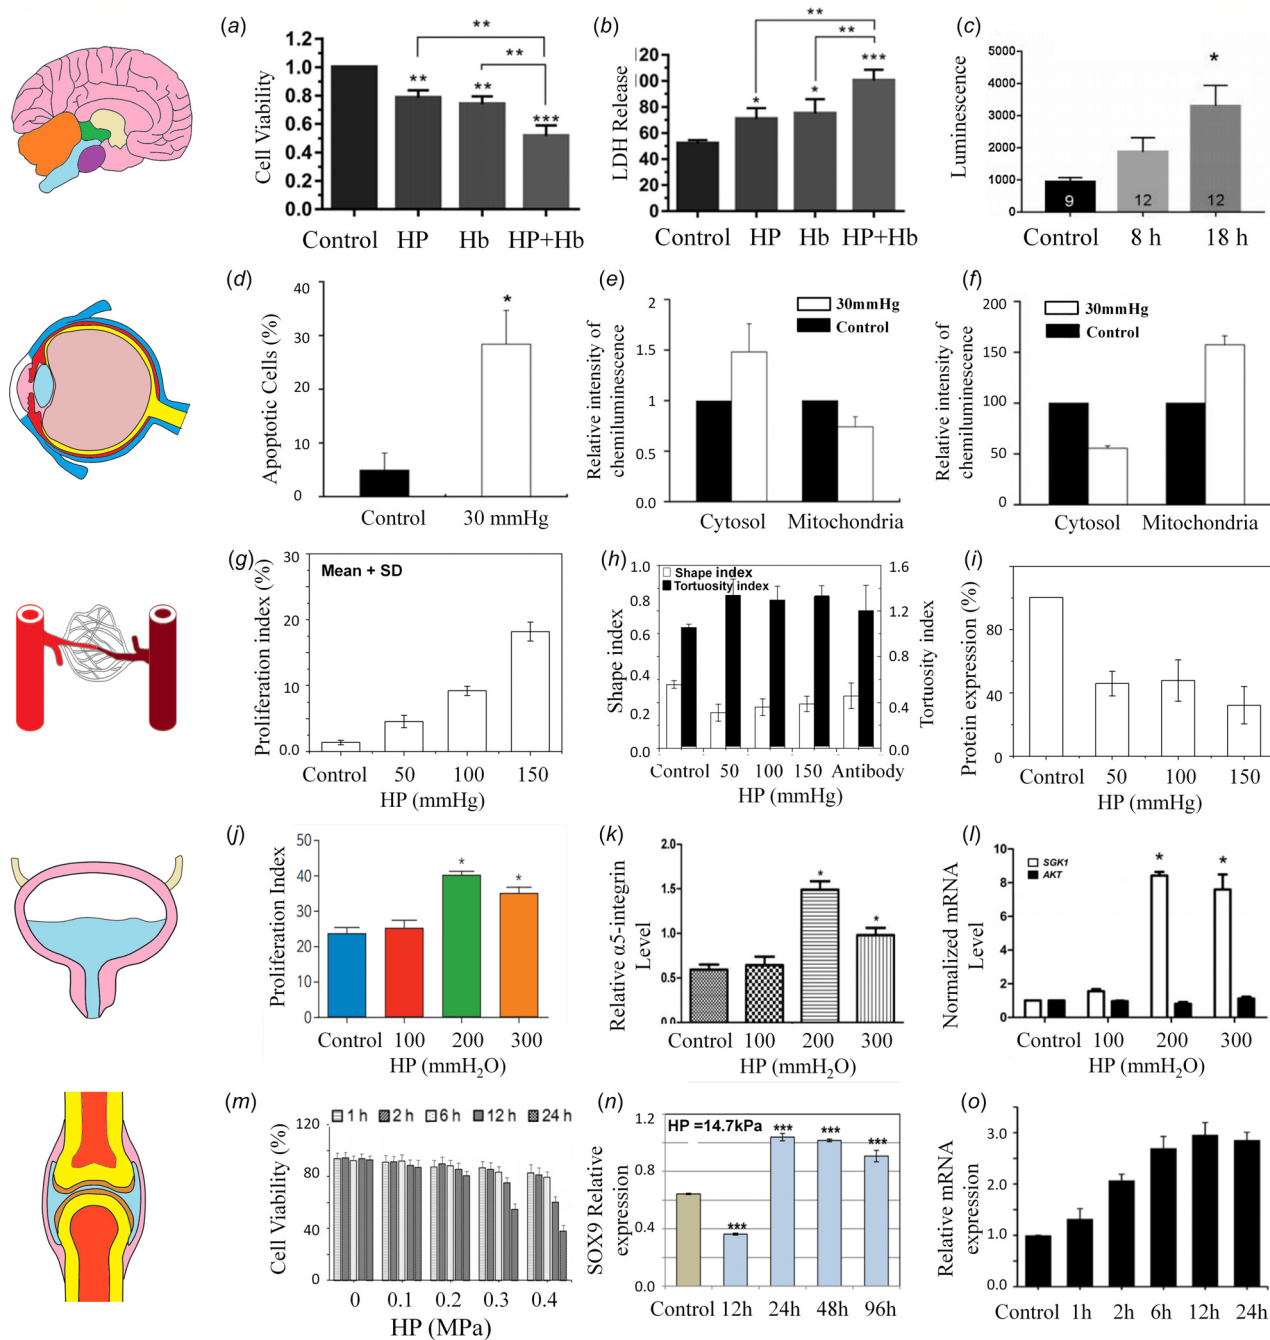 (a)
** 
**
**
**
***
Cell Viability
1.2
1.0
0.8
0.6
0.4
0.2
0.0
Control HP Hb HP+Hb
(b)
**
**
***
*
*
LDH Release
120
100
80
60
40
20
0
Control HP Hb HP+Hb
(c)
*
Luminescence
5000
4000
3000
2000
1000
0
9 12 12
Control 8 h 18 h
(d)
*
Apoptotic Cells (%)
40
30
20
10
0
Control 30 mmHg
(e)
30mmHg
Control
Relative intensity of
chemiluminescence
2
1.5
1
0.5
0.0
Cytosol Mitochondria
(f)
30mmHg
Control
Relative intensity of
chemiluminescence
200
150
100
50
0
Cytosol Mitochondria
(g)
Mean + SD
Proliferation index (%)
30
20
10
0.0
Control 50 100 150
HP (mmHg)
(h)
Shape index
Tortuosity index
Shape index
1.0
0.8
0.6
0.4
0.2
0.0
Tortuosity index
1.6
1.2
0.8
0.4
0.0
Control 50 100 150 Antibody
HP (mmHg)
(i)
Protein expression (%)
80
40
0
Control 50 100 150
HP (mmHg)
(j)
* *
Proliferation Index
50
40
30
20
10
0
Control 100 200 300
HP (mmH2O)
(k)
*
*
Relative α5-integrin
Level
2.0
1.5
1.0
0.5
0.0
Control 100 200 300
HP (mmH2O)
(l)
SGK1
AKT
* *
Normalized mRNA
Level
10
8
6
4
2
0
Control 100 200 300
HP (mmH2O)
(m)
1 h 2 h 6 h 12 h 24 h
Cell Viability (%)
120
80
40
0
0 0.1 0.2 0.3 0.4
HP (MPa)
(n)
HP =14.7kPa
***
***
***
***
SOX9 Relative
expression
1.2
0.8
0.4
0.0
Control 12h 24h 48h 96h
(o)
Relative mRNA
expression
3.0
2.0
1.0
0.0
Control 1h 2h 6h 12h 24h